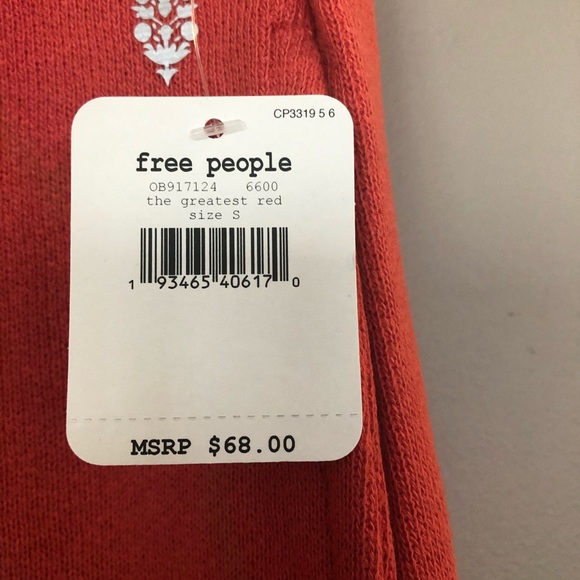 CP3319 5 6
free people
OB917124 6600
the greatest red
size S
1 93465 40617 0
MSRP $68.00